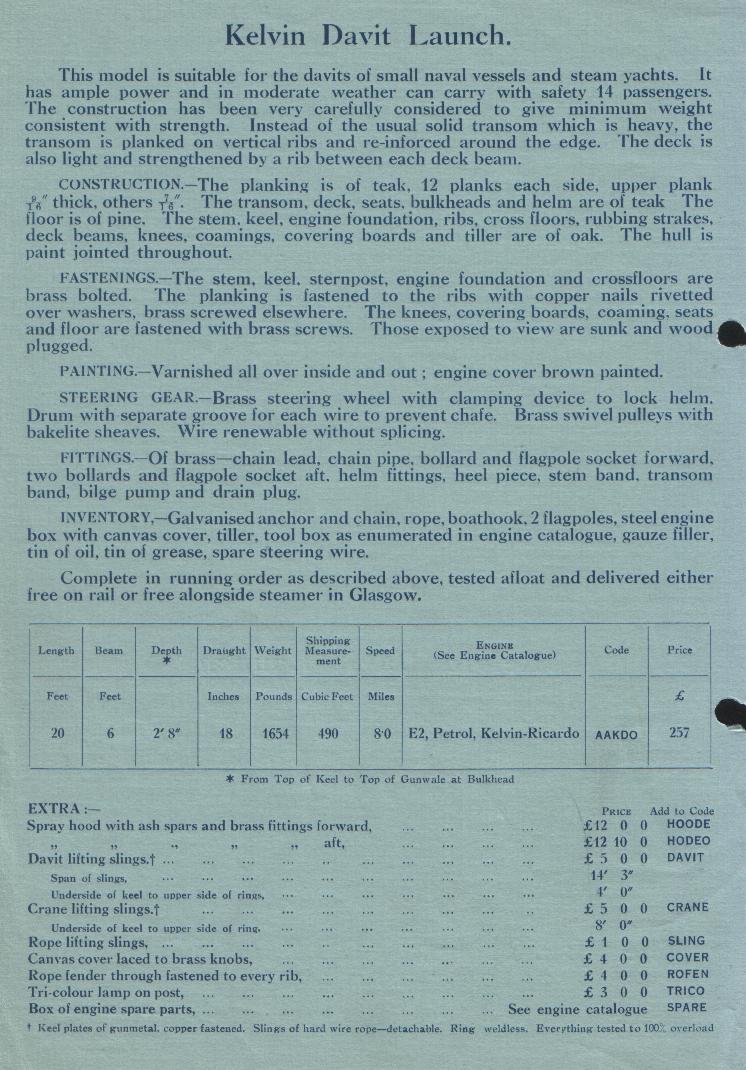 Kelvin Davit Launch.
This model is suitable for the davits of small naval vessels and steam yachts. It
has ample power and in moderate weather can carry with safety 14 passengers.
The construction has been very carefully considered to give minimum weight
consistent with strength. Instead of the usual solid transom which is heavy, the
transom is planked on vertical ribs and re-inforced around the edge. The deck is
also light and strengthened by a rib between each deck beam.
CONSTRUCTION.—The planking is of teak, 12 planks each side, upper plank
9/16″ thick, others 7/16″. The transom, deck, seats, bulkheads and helm are of teak The
floor is of pine. The stem, keel, engine foundation, ribs, cross floors, rubbing strakes,
deck beams, knees, coamings, covering boards and tiller are of oak. The hull is
paint jointed throughout.
FASTENINGS.—The stem, keel, sternpost, engine foundation and crossfloors are
brass bolted. The planking is fastened to the ribs with copper nails rivetted
over washers, brass screwed elsewhere. The knees, covering boards, coaming, seats
and floor are fastened with brass screws. Those exposed to view are sunk and wood
plugged.
PAINTING.—Varnished all over inside and out ; engine cover brown painted.
STEERING GEAR.—Brass steering wheel with clamping device to lock helm.
Drum with separate groove for each wire to prevent chafe. Brass swivel pulleys with
bakelite sheaves. Wire renewable without splicing.
FITTINGS.—Of brass—chain lead, chain pipe, bollard and flagpole socket forward,
two bollards and flagpole socket aft, helm fittings, heel piece, stem band, transom
band, bilge pump and drain plug.
INVENTORY,—Galvanised anchor and chain, rope, boathook, 2 flagpoles, steel engine
box with canvas cover, tiller, tool box as enumerated in engine catalogue, gauze filler,
tin of oil, tin of grease, spare steering wire.
Complete in running order as described above, tested afloat and delivered either
free on rail or free alongside steamer in Glasgow.
Length Beam Depth * Draught Weight Shipping Measure-ment Speed ENGINE (See Engine Catalogue) Code Price
Feet Feet Inches Pounds Cubic Feet Miles £
20 6 2′ 8″ 18 1654 490 8·0 E2, Petrol, Kelvin-Ricardo AAKDO 257
* From Top of Keel to Top of Gunwale at Bulkhead
EXTRA :— PRICE Add to Code
Spray hood with ash spars and brass fittings forward, ... ... ... ... £12 0 0 HOODE
„ „ „ „ „ aft, ... ... ... ... £12 10 0 HODEO
Davit lifting slings.† ... ... ... ... ... ... ... ... ... £ 5 0 0 DAVIT
Span of slings, ... ... ... ... ... ... ... ... ... 14′ 3″
Underside of keel to upper side of rings, ... ... ... ... ... ... ... 4′ 0″
Crane lifting slings.† ... ... ... ... ... ... ... ... £ 5 0 0 CRANE
Underside of keel to upper side of ring, ... ... ... ... ... ... ... 8′ 0″
Rope lifting slings, ... ... ... ... ... ... ... ... ... £ 1 0 0 SLING
Canvas cover laced to brass knobs, ... ... ... ... ... ... ... £ 4 0 0 COVER
Rope fender through fastened to every rib, ... ... ... ... ... ... £ 4 0 0 ROFEN
Tri-colour lamp on post, ... ... ... ... ... ... ... ... £ 3 0 0 TRICO
Box of engine spare parts, ... ... ... ... ... ... ... ... See engine catalogue SPARE
† Keel plates of gunmetal, copper fastened. Slings of hard wire rope—detachable. Ring weldless. Everything tested to 100% overload